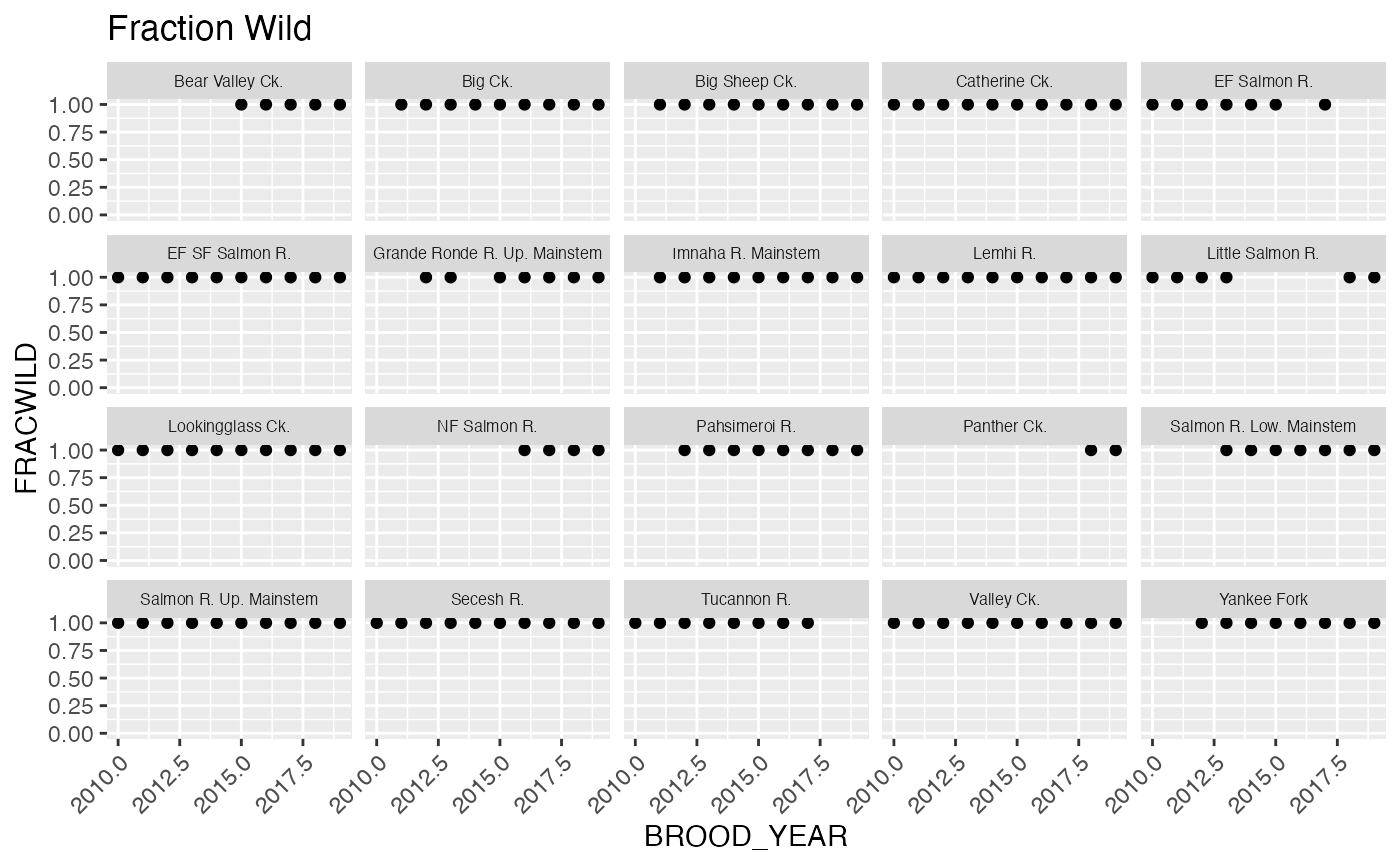 Fraction Wild
Bear Valley Ck.
Big Ck.
Big Sheep Ck.
Catherine Ck.
EF Salmon R.
1.00
0.75
0.50
0.25
0.00
EF SF Salmon R.
Grande Ronde R. Up. Mainstem
Imnaha R. Mainstem
Lemhi R.
Little Salmon R.
1.00
0.75
0.50
0.25
0.00
FRACWILD
Lookingglass Ck.
NF Salmon R.
Pahsimeroi R.
Panther Ck.
Salmon R. Low. Mainstem
1.00
0.75
0.50
0.25
0.00
Salmon R. Up. Mainstem
Secesh R.
Tucannon R.
Valley Ck.
Yankee Fork
1.00
0.75
0.50
0.25
0.00
2010.0 2012.5 2015.0 2017.5 2010.0 2012.5 2015.0 2017.5 2010.0 2012.5 2015.0 2017.5 2010.0 2012.5 2015.0 2017.5 2010.0 2012.5 2015.0 2017.5
BROOD_YEAR